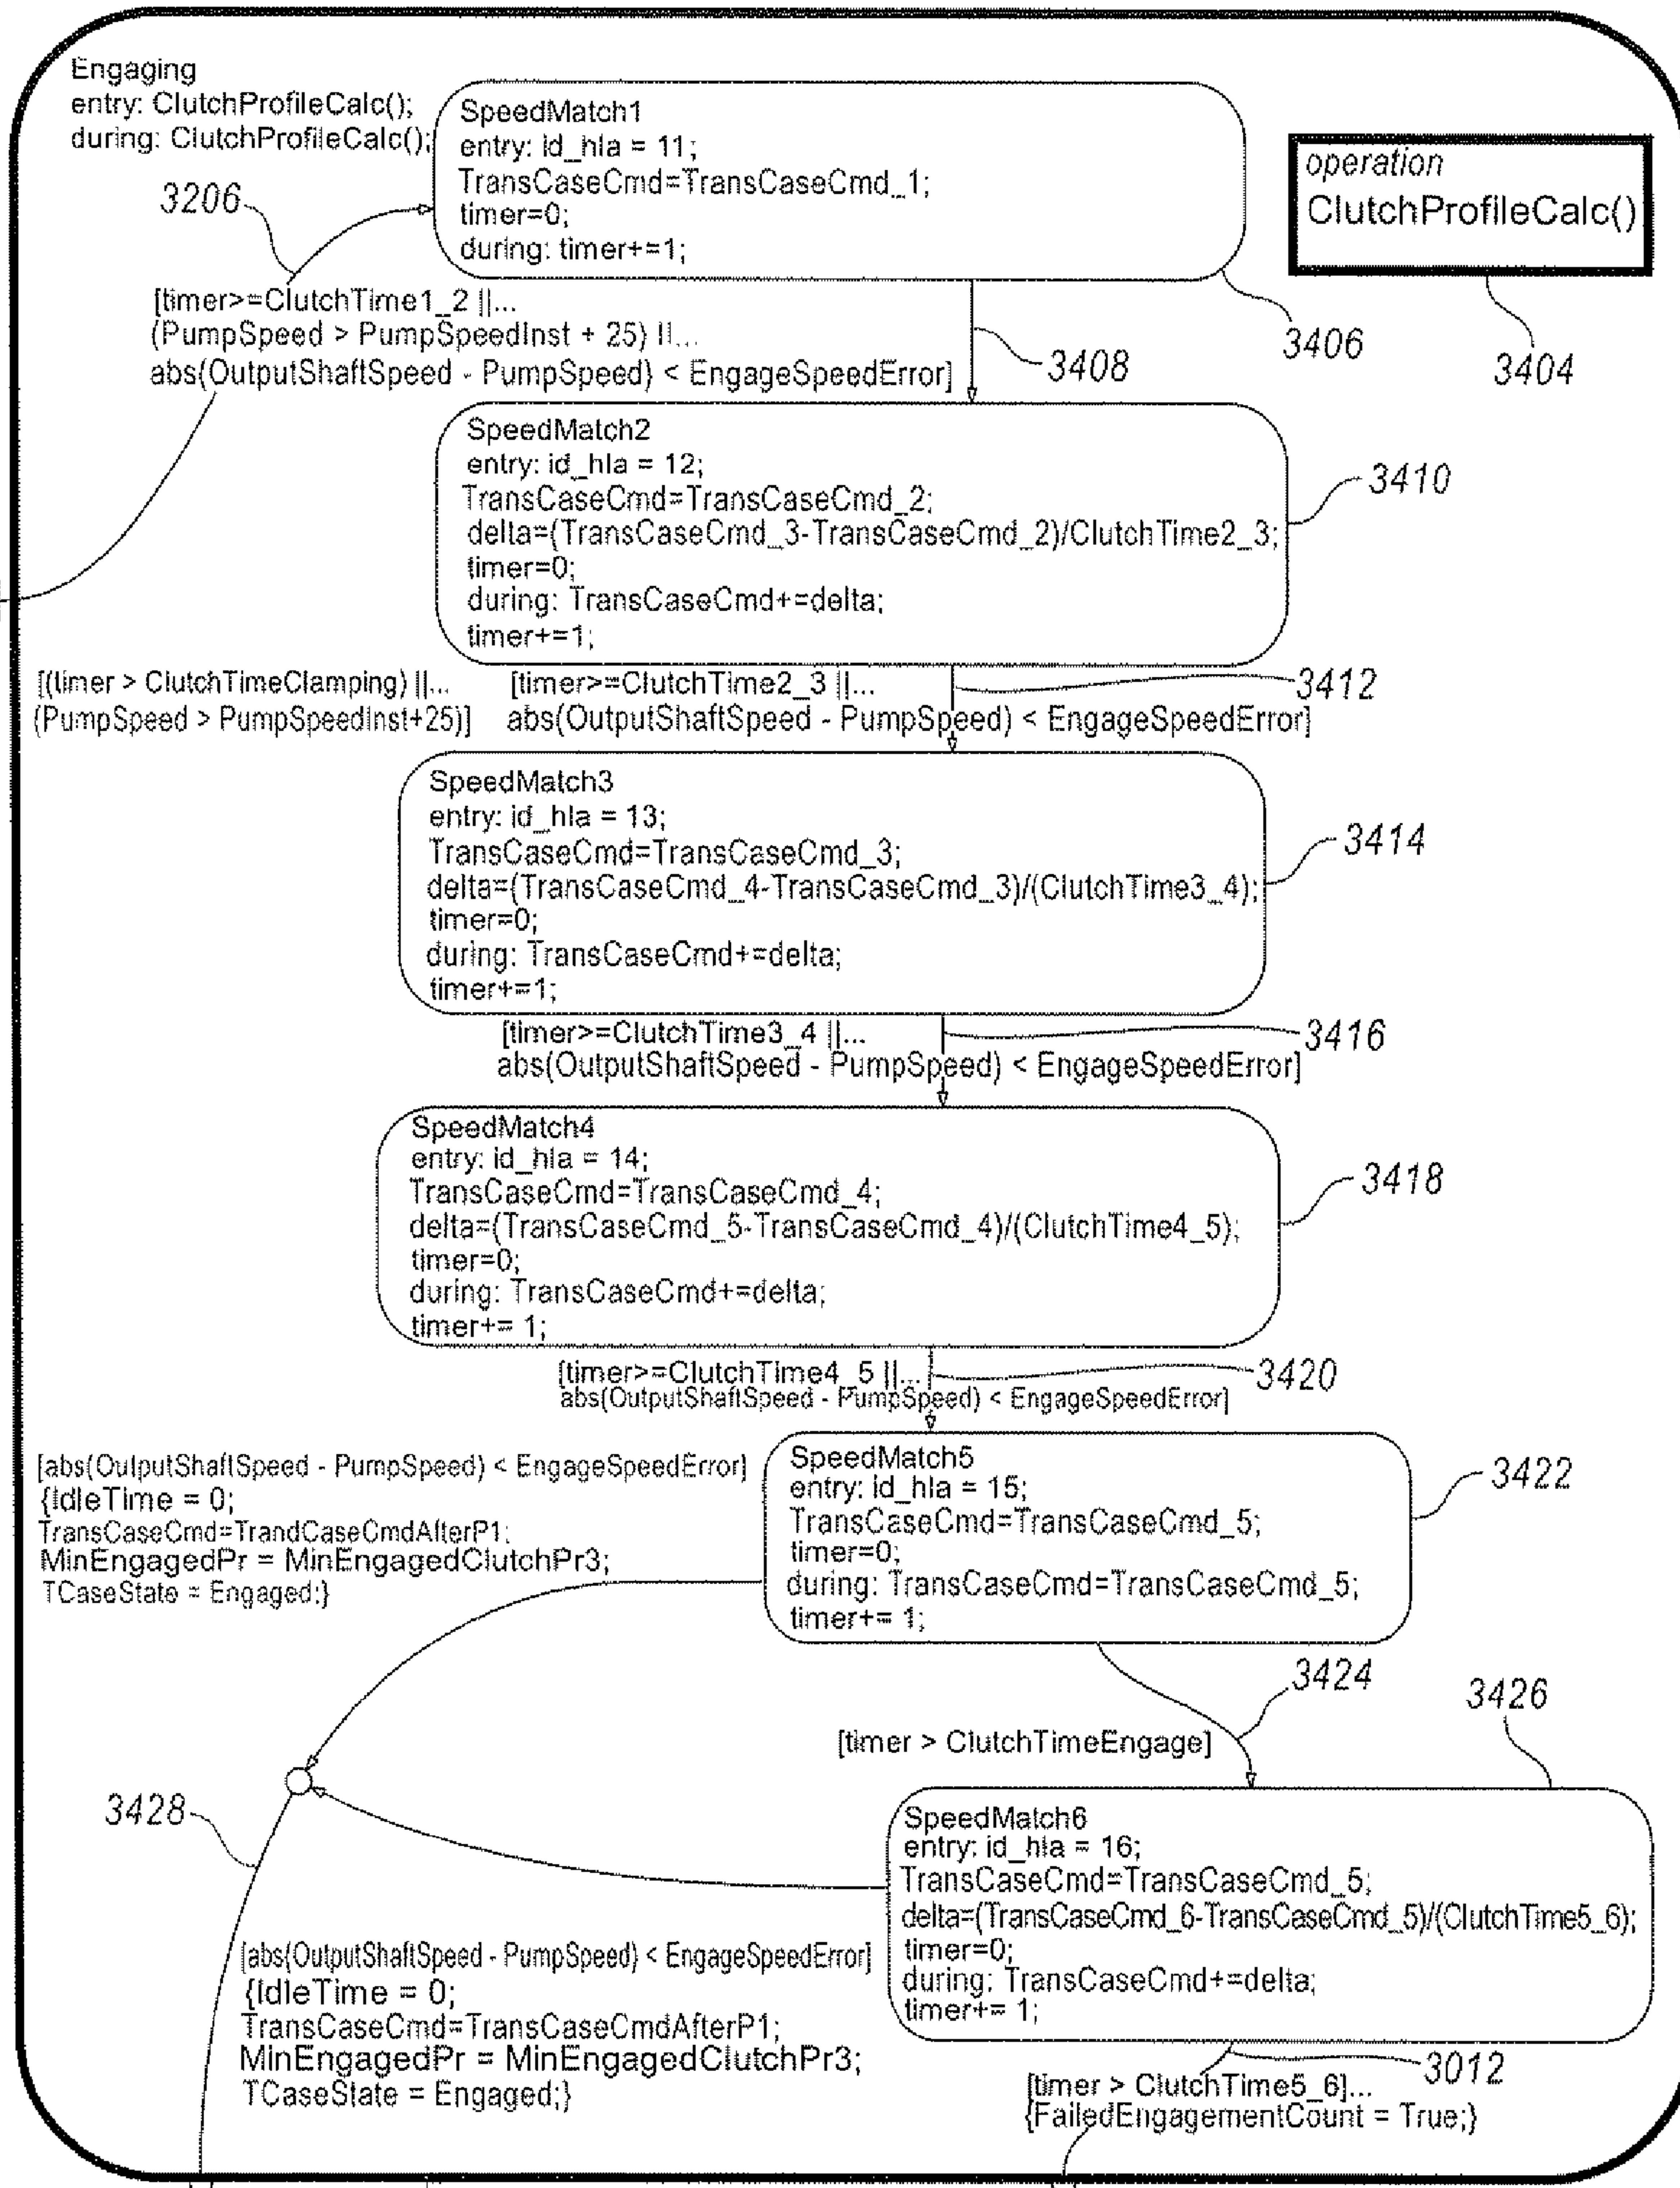 Engaging
entry: ClutchProfileCalc();
during: ClutchProfileCalc();
SpeedMatch1
entry: id_hla = 11;
TransCaseCmd=TransCaseCmd_1;
timer=0;
during: timer+=1;
operation
ClutchProfileCalc()
3206
3406
3404
[timer>=ClutchTime1_2 ||...
(PumpSpeed > PumpSpeedInst + 25) ||...
abs(OutputShaftSpeed - PumpSpeed) < EngageSpeedError]
3408
SpeedMatch2
entry: id_hla = 12;
TransCaseCmd=TransCaseCmd_2;
delta=(TransCaseCmd_3-TransCaseCmd_2)/ClutchTime2_3;
timer=0;
during: TransCaseCmd+=delta;
timer+=1;
3410
[(timer > ClutchTimeClamping) ||...
(PumpSpeed > PumpSpeedInst+25)]
[timer>=ClutchTime2_3 ||...
abs(OutputShaftSpeed - PumpSpeed) < EngageSpeedError]
3412
SpeedMatch3
entry: id_hla = 13;
TransCaseCmd=TransCaseCmd_3;
delta=(TransCaseCmd_4-TransCaseCmd_3)/(ClutchTime3_4);
timer=0;
during: TransCaseCmd+=delta;
timer+=1;
3414
[timer>=ClutchTime3_4 ||...
abs(OutputShaftSpeed - PumpSpeed) < EngageSpeedError]
3416
SpeedMatch4
entry: id_hla = 14;
TransCaseCmd=TransCaseCmd_4;
delta=(TransCaseCmd_5-TransCaseCmd_4)/(ClutchTime4_5);
timer=0;
during: TransCaseCmd+=delta;
timer+= 1;
3418
[timer>=ClutchTime4_5 ||...
abs(OutputShaftSpeed - PumpSpeed) < EngageSpeedError]
3420
[abs(OutputShaftSpeed - PumpSpeed) < EngageSpeedError]
{IdleTime = 0;
TransCaseCmd=TrandCaseCmdAfterP1;
MinEngagedPr = MinEngagedClutchPr3;
TCaseState = Engaged;}
SpeedMatch5
entry: id_hla = 15;
TransCaseCmd=TransCaseCmd_5;
timer=0;
during: TransCaseCmd=TransCaseCmd_5;
timer+= 1;
3422
3424
[timer > ClutchTimeEngage]
3426
3428
SpeedMatch6
entry: id_hla = 16;
TransCaseCmd=TransCaseCmd_5;
delta=(TransCaseCmd_6-TransCaseCmd_5)/(ClutchTime5_6);
timer=0;
during: TransCaseCmd+=delta;
timer+= 1;
[abs(OutputShaftSpeed - PumpSpeed) < EngageSpeedError]
{IdleTime = 0;
TransCaseCmd=TransCaseCmdAfterP1;
MinEngagedPr = MinEngagedClutchPr3;
TCaseState = Engaged;}
3012
[timer > ClutchTime5_6]...
{FailedEngagementCount = True;}